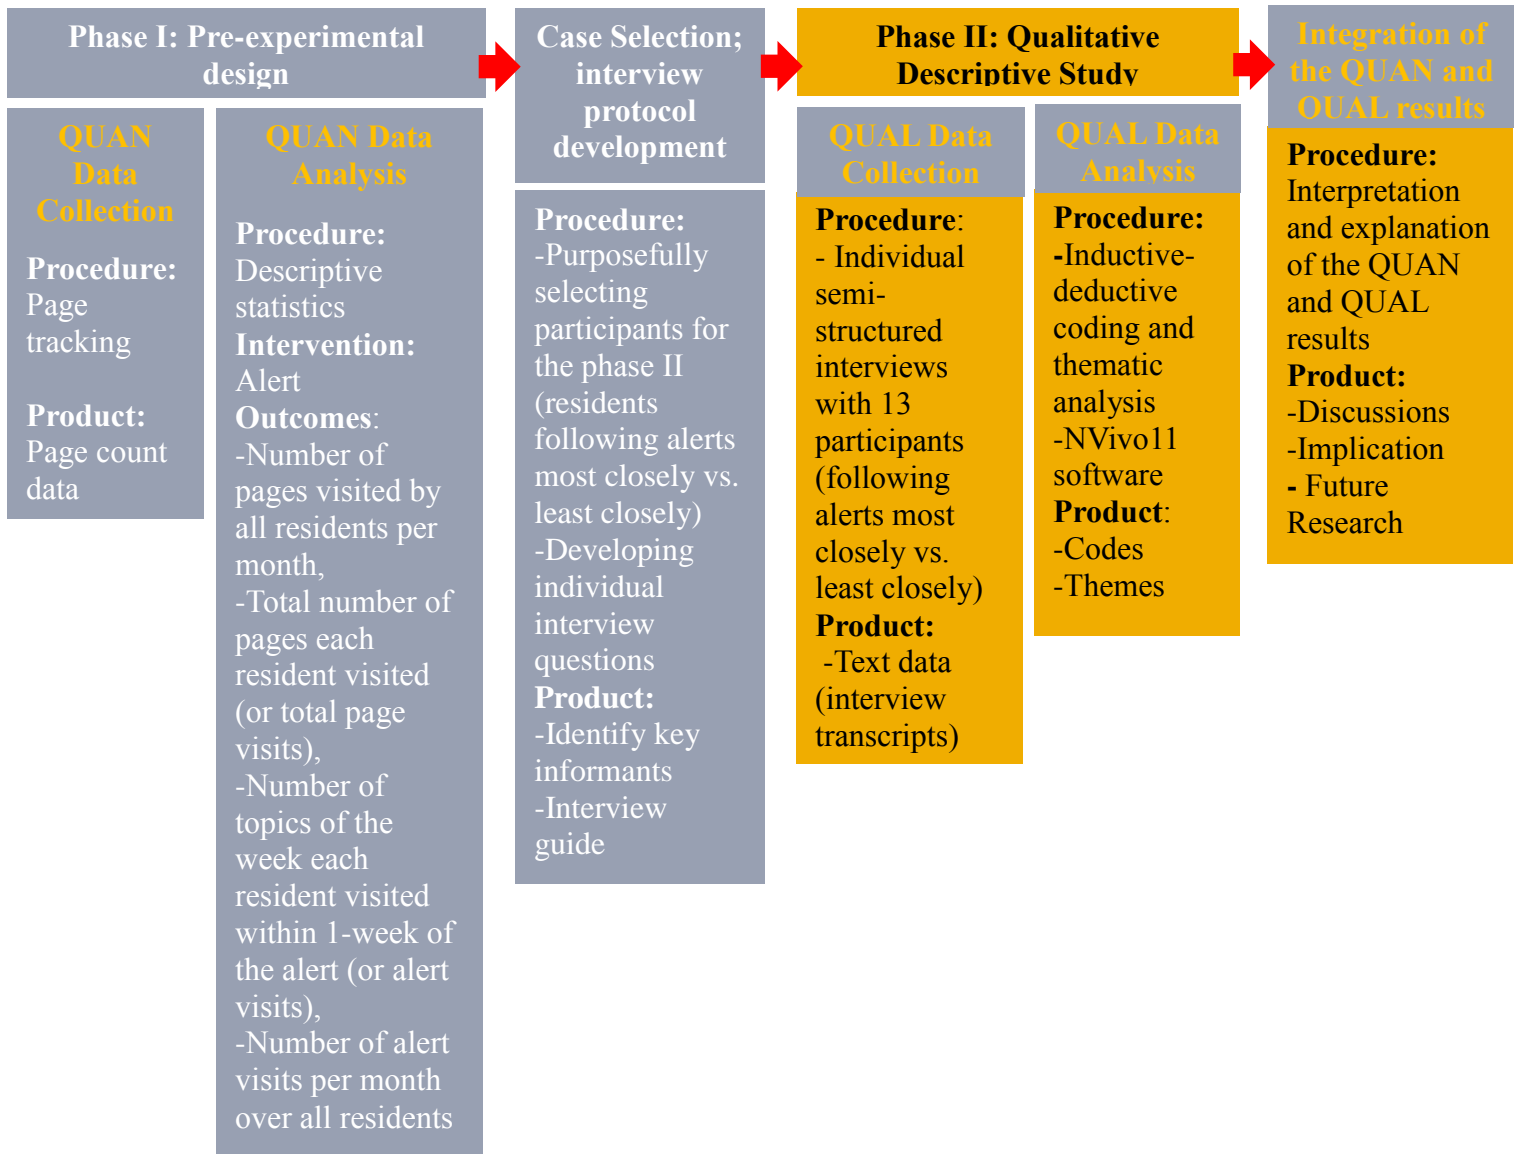 Phase I: Pre-experimental
design
QUAN
Data
Collection
Procedure:
Page
tracking
Product:
Page count
data
QUAN Data
Analysis
Procedure:
Descriptive
statistics
Intervention:
Alert
Outcomes:
-Number of
pages visited by
all residents per
month,
-Total number of
pages each
resident visited
(or total page
visits),
-Number of
topics of the
week each
resident visited
within 1-week of
the alert (or alert
visits),
-Number of alert
visits per month
over all residents
Case Selection;
interview
protocol
development
Procedure:
-Purposefully
selecting
participants for
the phase II
(residents
following alerts
most closely vs.
least closely)
-Developing
individual
interview
questions
Product:
-Identify key
informants
-Interview
guide
Phase II: Qualitative
Descriptive Study
QUAL Data
Collection
Procedure:
- Individual
semi-
structured
interviews
with 13
participants
(following
alerts most
closely vs.
least closely)
Product:
-Text data
(interview
transcripts)
QUAL Data
Analysis
Procedure:
-Inductive-
deductive
coding and
thematic
analysis
-NVivo11
software
Product:
-Codes
-Themes
Integration of
the QUAN and
QUAL results
Procedure:
Interpretation
and explanation
of the QUAN
and QUAL
results
Product:
-Discussions
-Implication
- Future
Research